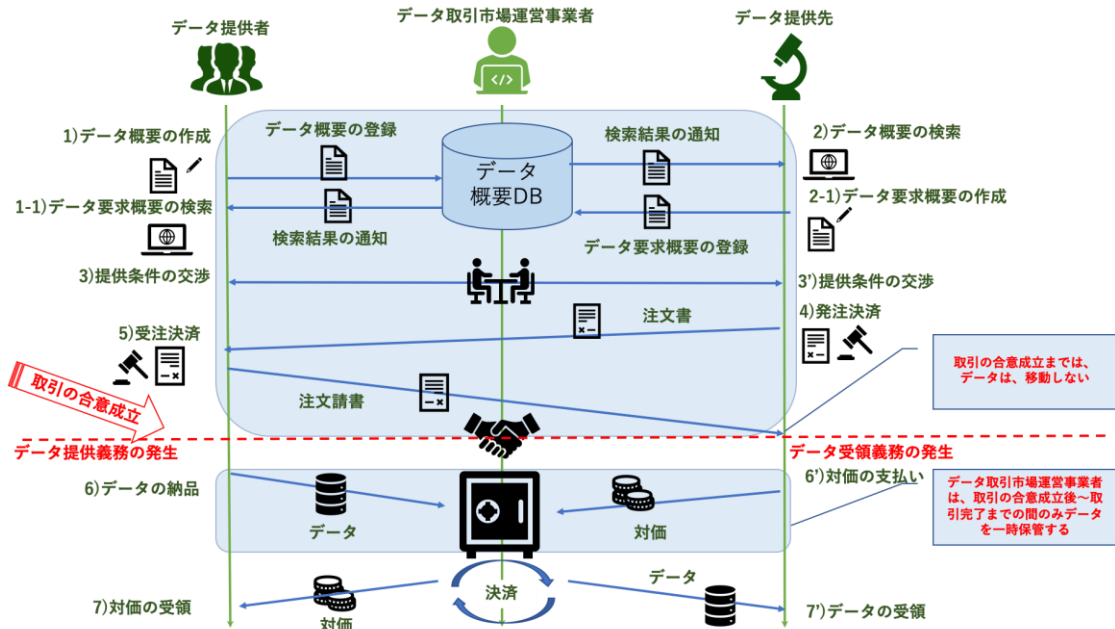 データ提供者
データ取引市場運営事業者
データ提供先
1)データ概要の作成
データ概要の登録
検索結果の通知
2)データ概要の検索
データ
概要DB
1-1)データ要求概要の検索
検索結果の通知
データ要求概要の登録
2-1)データ要求概要の作成
3)提供条件の交渉
3’)提供条件の交渉
注文書
4)発注決済
5)受注決済
取引の合意成立
注文請書
取引の合意成立までは、
データは、移動しない
データ提供義務の発生
データ受領義務の発生
6)データの納品
データ
対価
6’)対価の支払い
データ取引市場運営事業者
は、取引の合意成立後～取
引完了までの間のみデータ
を一時保管する
7)対価の受領
対価
決済
データ
7’)データの受領